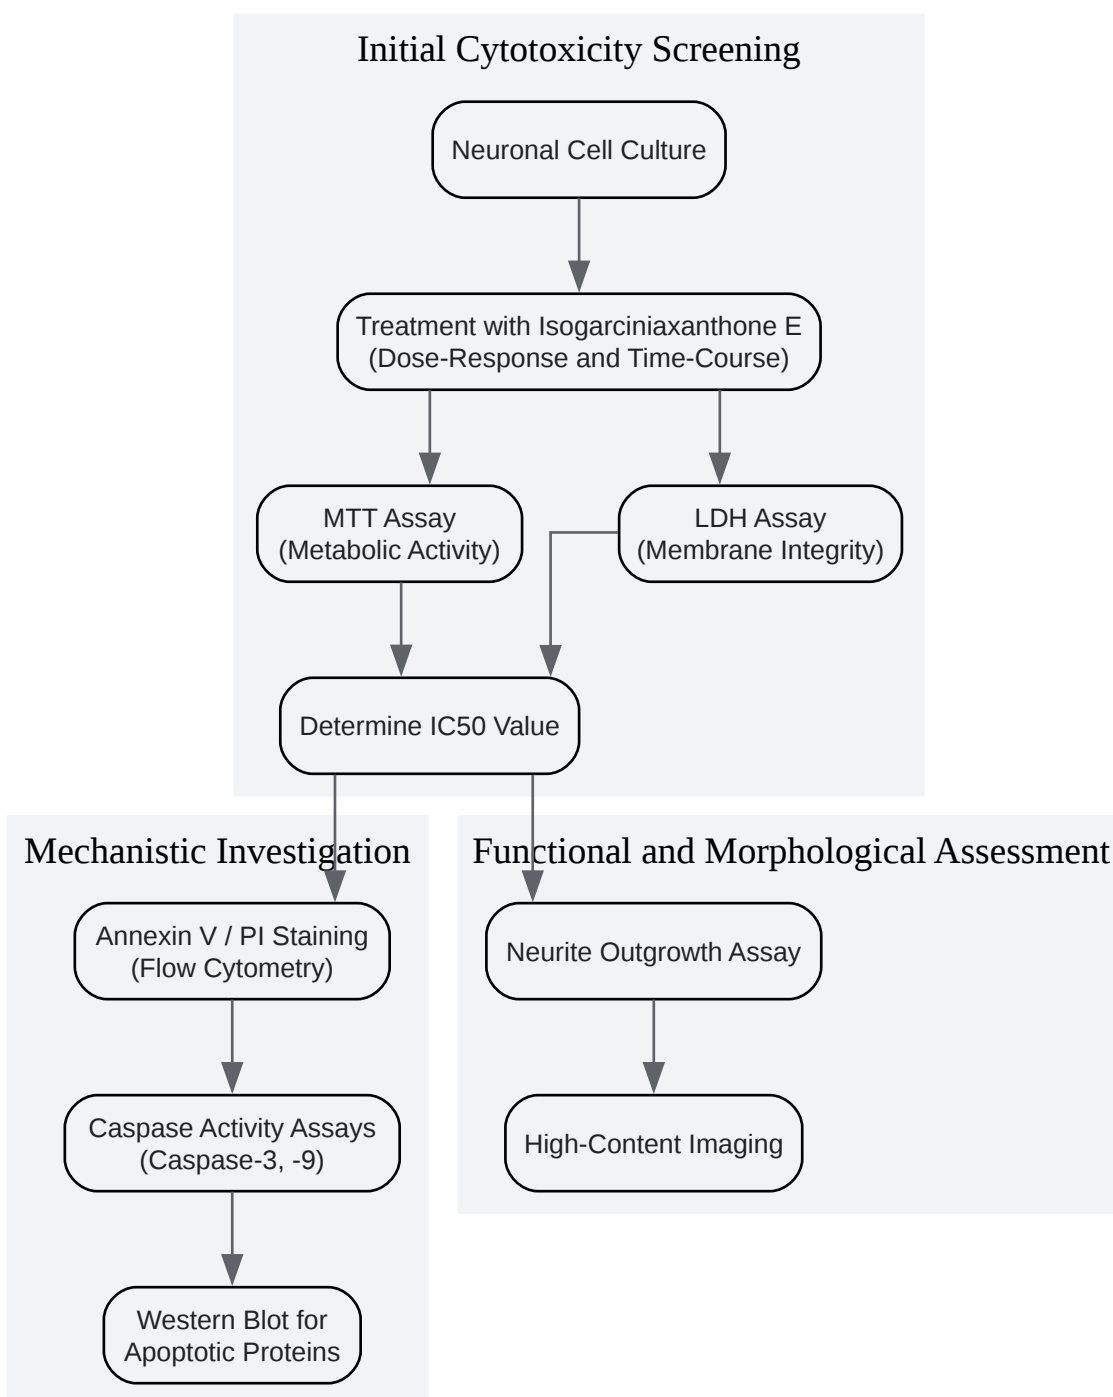 Initial Cytotoxicity Screening
Neuronal Cell Culture
Treatment with Isogarciniaxanthone E
(Dose-Response and Time-Course)
MTT Assay
(Metabolic Activity)
LDH Assay
(Membrane Integrity)
Determine IC50 Value
Mechanistic Investigation
Annexin V / PI Staining
(Flow Cytometry)
Caspase Activity Assays
(Caspase-3, -9)
Western Blot for
Apoptotic Proteins
Functional and Morphological Assessment
Neurite Outgrowth Assay
High-Content Imaging